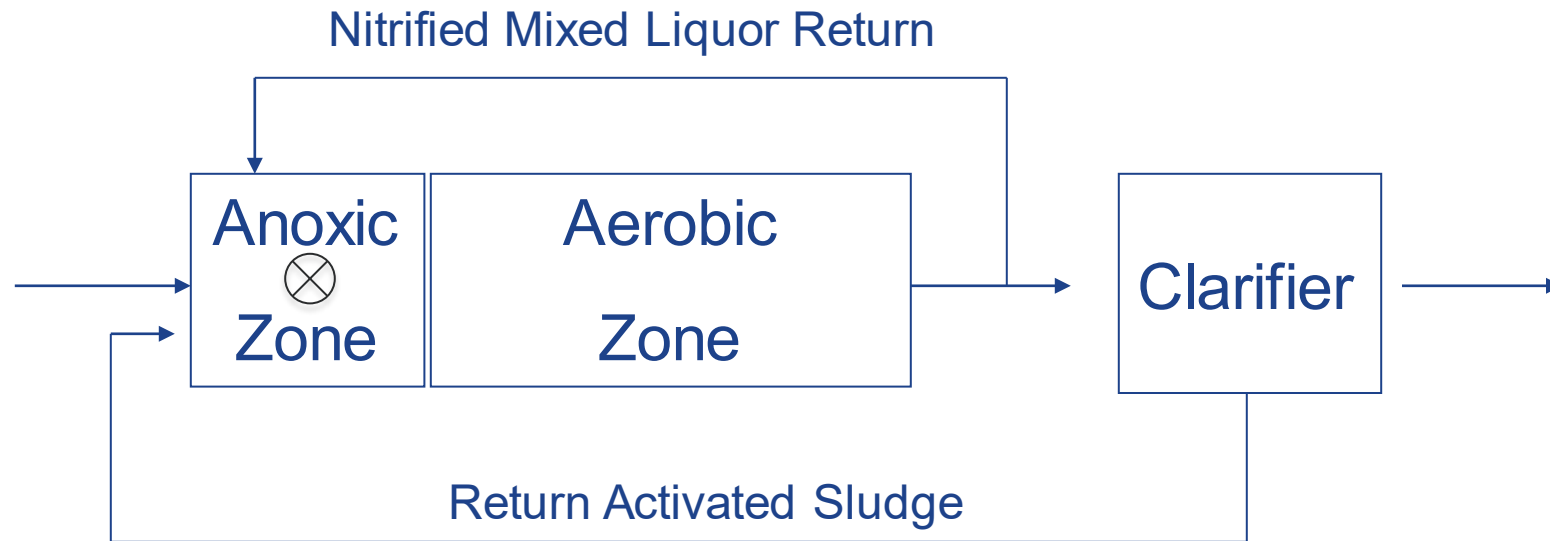 Nitrified Mixed Liquor Return
Anoxic
Zone
Aerobic
Zone
Clarifier
Return Activated Sludge